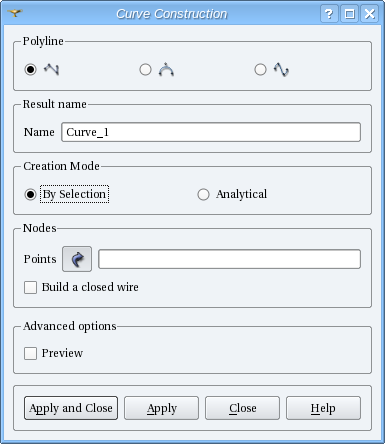 Curve Construction
Polyline
Result name
Name Curve_1
Creation Mode
By Selection Analytical
Nodes
Points
Build a closed wire
Advanced options
Preview
Apply and Close Apply Close Help